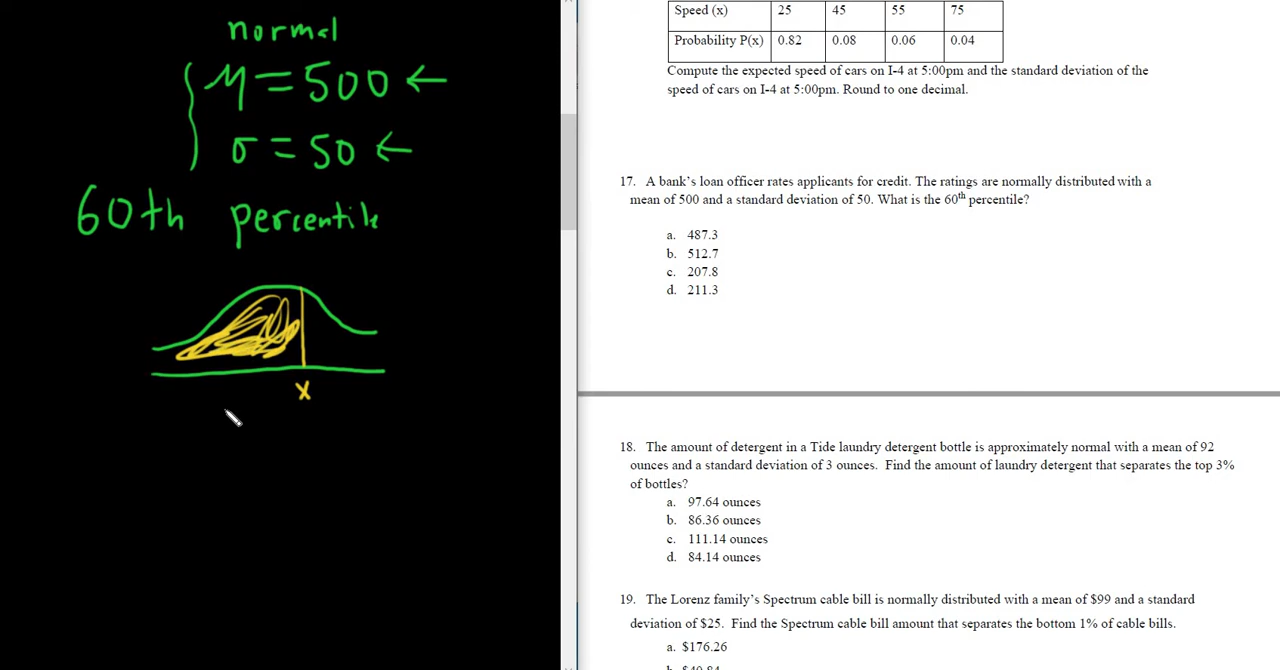 normal
μ = 500 ←
σ = 50 ←
60th percentile
x
Speed (x) 25 45 55 75
Probability P(x) 0.82 0.08 0.06 0.04
Compute the expected speed of cars on I-4 at 5:00pm and the standard deviation of the
speed of cars on I-4 at 5:00pm. Round to one decimal.
17. A bank's loan officer rates applicants for credit. The ratings are normally distributed with a
mean of 500 and a standard deviation of 50. What is the 60th percentile?
a. 487.3
b. 512.7
c. 207.8
d. 211.3
18. The amount of detergent in a Tide laundry detergent bottle is approximately normal with a mean of 92
ounces and a standard deviation of 3 ounces. Find the amount of laundry detergent that separates the top 3%
of bottles?
a. 97.64 ounces
b. 86.36 ounces
c. 111.14 ounces
d. 84.14 ounces
19. The Lorenz family's Spectrum cable bill is normally distributed with a mean of $99 and a standard
deviation of $25. Find the Spectrum cable bill amount that separates the bottom 1% of cable bills.
a. $176.26